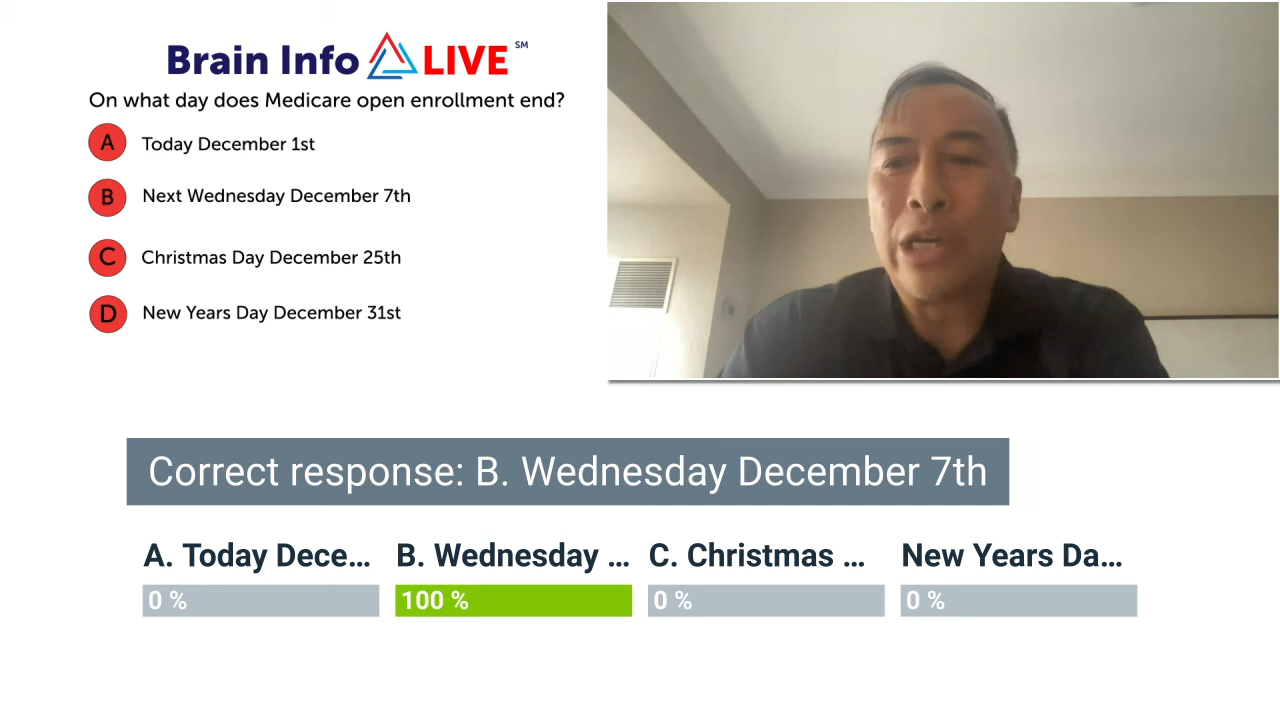 Brain Info LIVE SM
On what day does Medicare open enrollment end?
A Today December 1st
B Next Wednesday December 7th
C Christmas Day December 25th
D New Years Day December 31st
Correct response: B. Wednesday December 7th
A. Today Dece... B. Wednesday ... C. Christmas ... New Years Da...
0 % 100 % 0 % 0 %